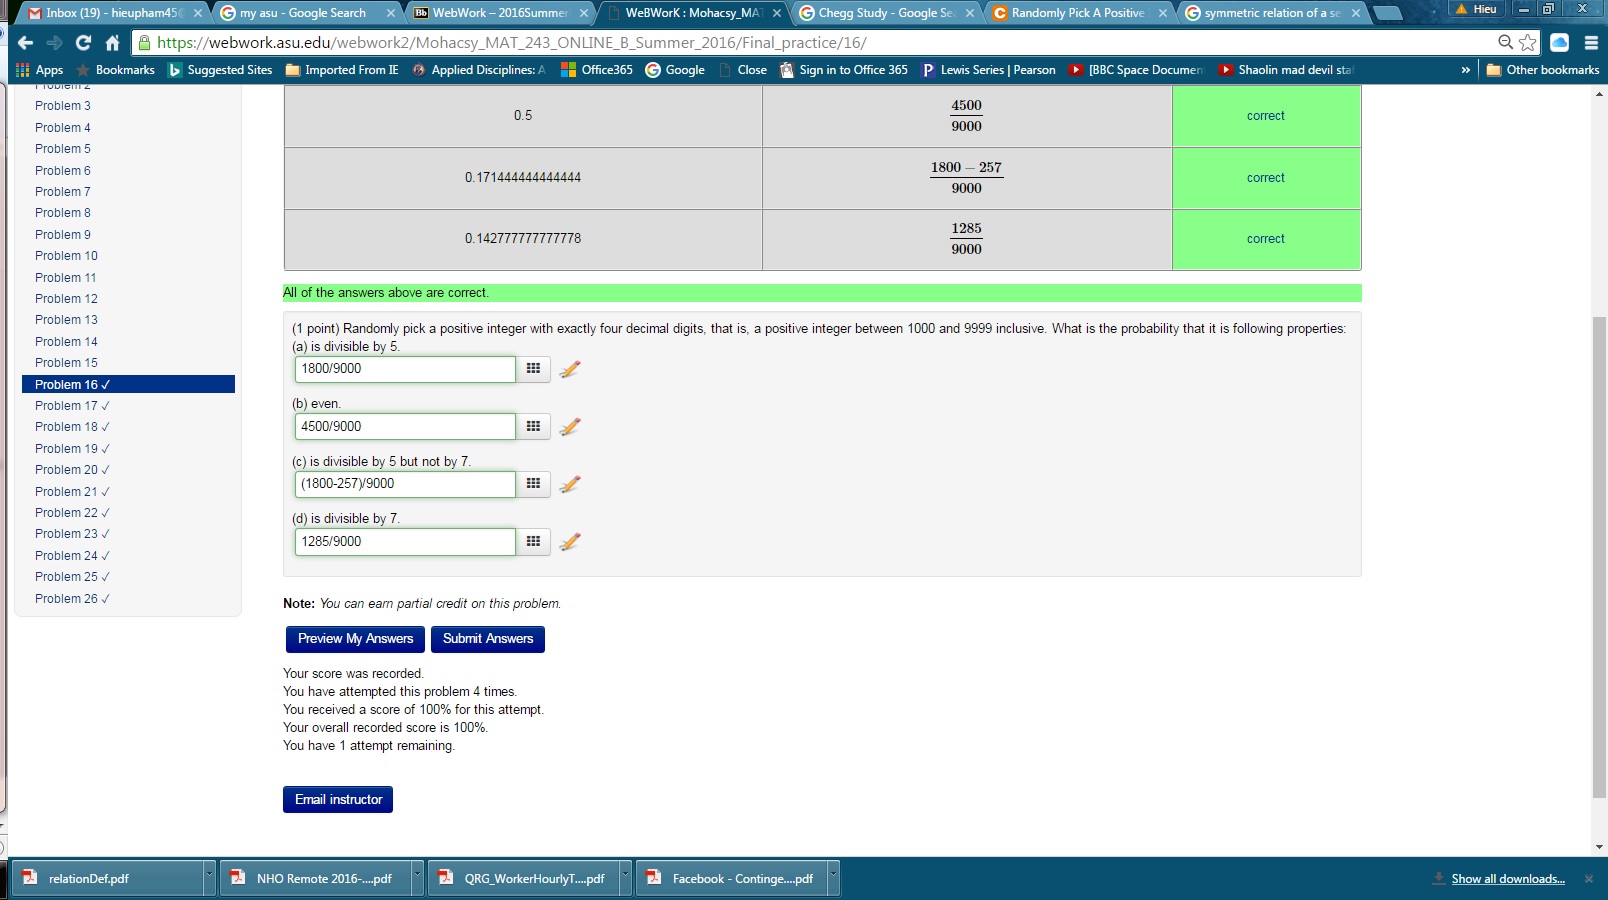 Inbox (19) - hieupham45@
my asu - Google Search
WebWork – 2016Summer
WeBWorK : Mohacsy_MAT
Chegg Study - Google Se
Randomly Pick A Positive
symmetric relation of a se
Hieu
https://webwork.asu.edu/webwork2/Mohacsy_MAT_243_ONLINE_B_Summer_2016/Final_practice/16/
Apps
Bookmarks
Suggested Sites
Imported From IE
Applied Disciplines: A
Office365
Google
Close
Sign in to Office 365
Lewis Series | Pearson
[BBC Space Documen
Shaolin mad devil staf
»
Other bookmarks
Problem 2
Problem 3
Problem 4
Problem 5
Problem 6
Problem 7
Problem 8
Problem 9
Problem 10
Problem 11
Problem 12
Problem 13
Problem 14
Problem 15
Problem 16 ✓
Problem 17 ✓
Problem 18 ✓
Problem 19 ✓
Problem 20 ✓
Problem 21 ✓
Problem 22 ✓
Problem 23 ✓
Problem 24 ✓
Problem 25 ✓
Problem 26 ✓
0.5
4500
9000
correct
0.171444444444444
1800 − 257
9000
correct
0.142777777777778
1285
9000
correct
All of the answers above are correct.
(1 point) Randomly pick a positive integer with exactly four decimal digits, that is, a positive integer between 1000 and 9999 inclusive. What is the probability that it is following properties:
(a) is divisible by 5.
1800/9000
(b) even.
4500/9000
(c) is divisible by 5 but not by 7.
(1800-257)/9000
(d) is divisible by 7.
1285/9000
Note: You can earn partial credit on this problem.
Preview My Answers
Submit Answers
Your score was recorded.
You have attempted this problem 4 times.
You received a score of 100% for this attempt.
Your overall recorded score is 100%.
You have 1 attempt remaining.
Email instructor
relationDef.pdf
NHO Remote 2016-....pdf
QRG_WorkerHourlyT....pdf
Facebook - Continge....pdf
Show all downloads...